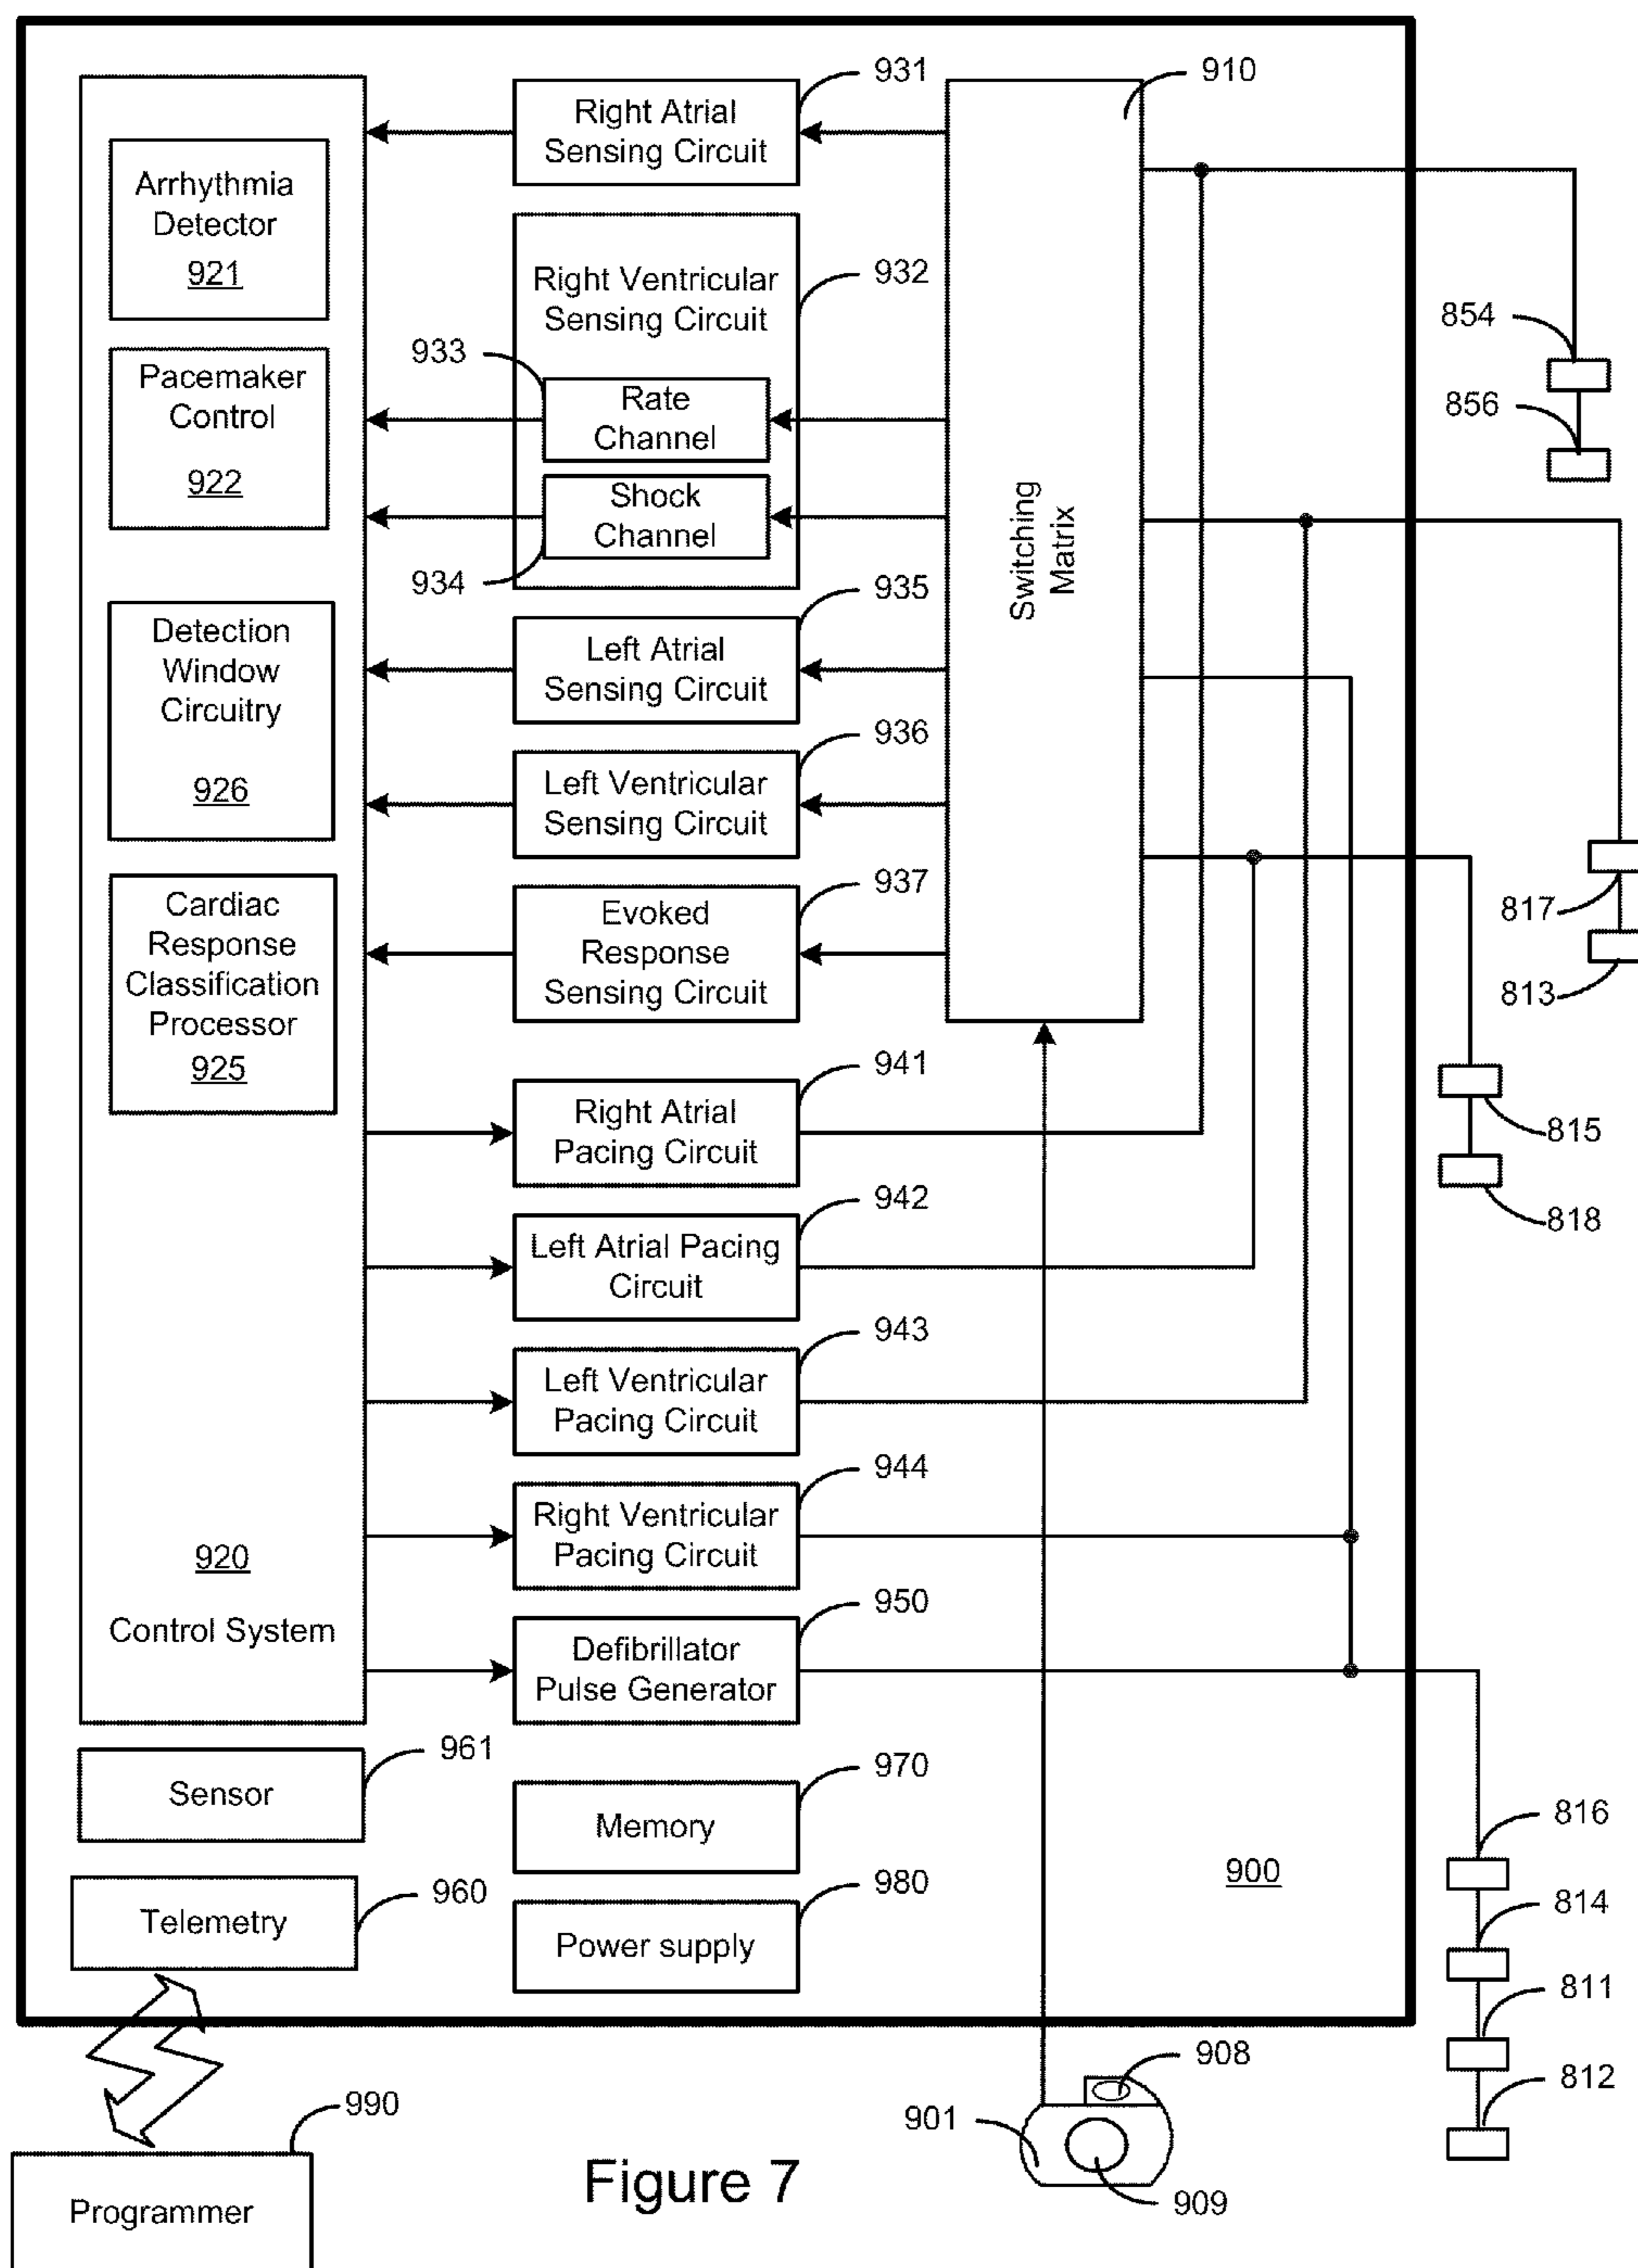 931
910
Right Atrial
Sensing Circuit
Arrhythmia
Detector
921
Right Ventricular
Sensing Circuit
932
854
933
Pacemaker
Control
922
Rate
Channel
856
Shock
Channel
934
Switching
Matrix
935
Detection
Window
Circuitry
926
Left Atrial
Sensing Circuit
936
Left Ventricular
Sensing Circuit
937
817
Cardiac
Response
Classification
Processor
925
Evoked
Response
Sensing Circuit
813
941
Right Atrial
Pacing Circuit
815
942
818
Left Atrial Pacing
Circuit
943
Left Ventricular
Pacing Circuit
944
Right Ventricular
Pacing Circuit
920
Control System
950
Defibrillator
Pulse Generator
961
Sensor
970
Memory
816
900
960
Telemetry
980
Power supply
814
811
908
812
990
901
Programmer
Figure 7
909